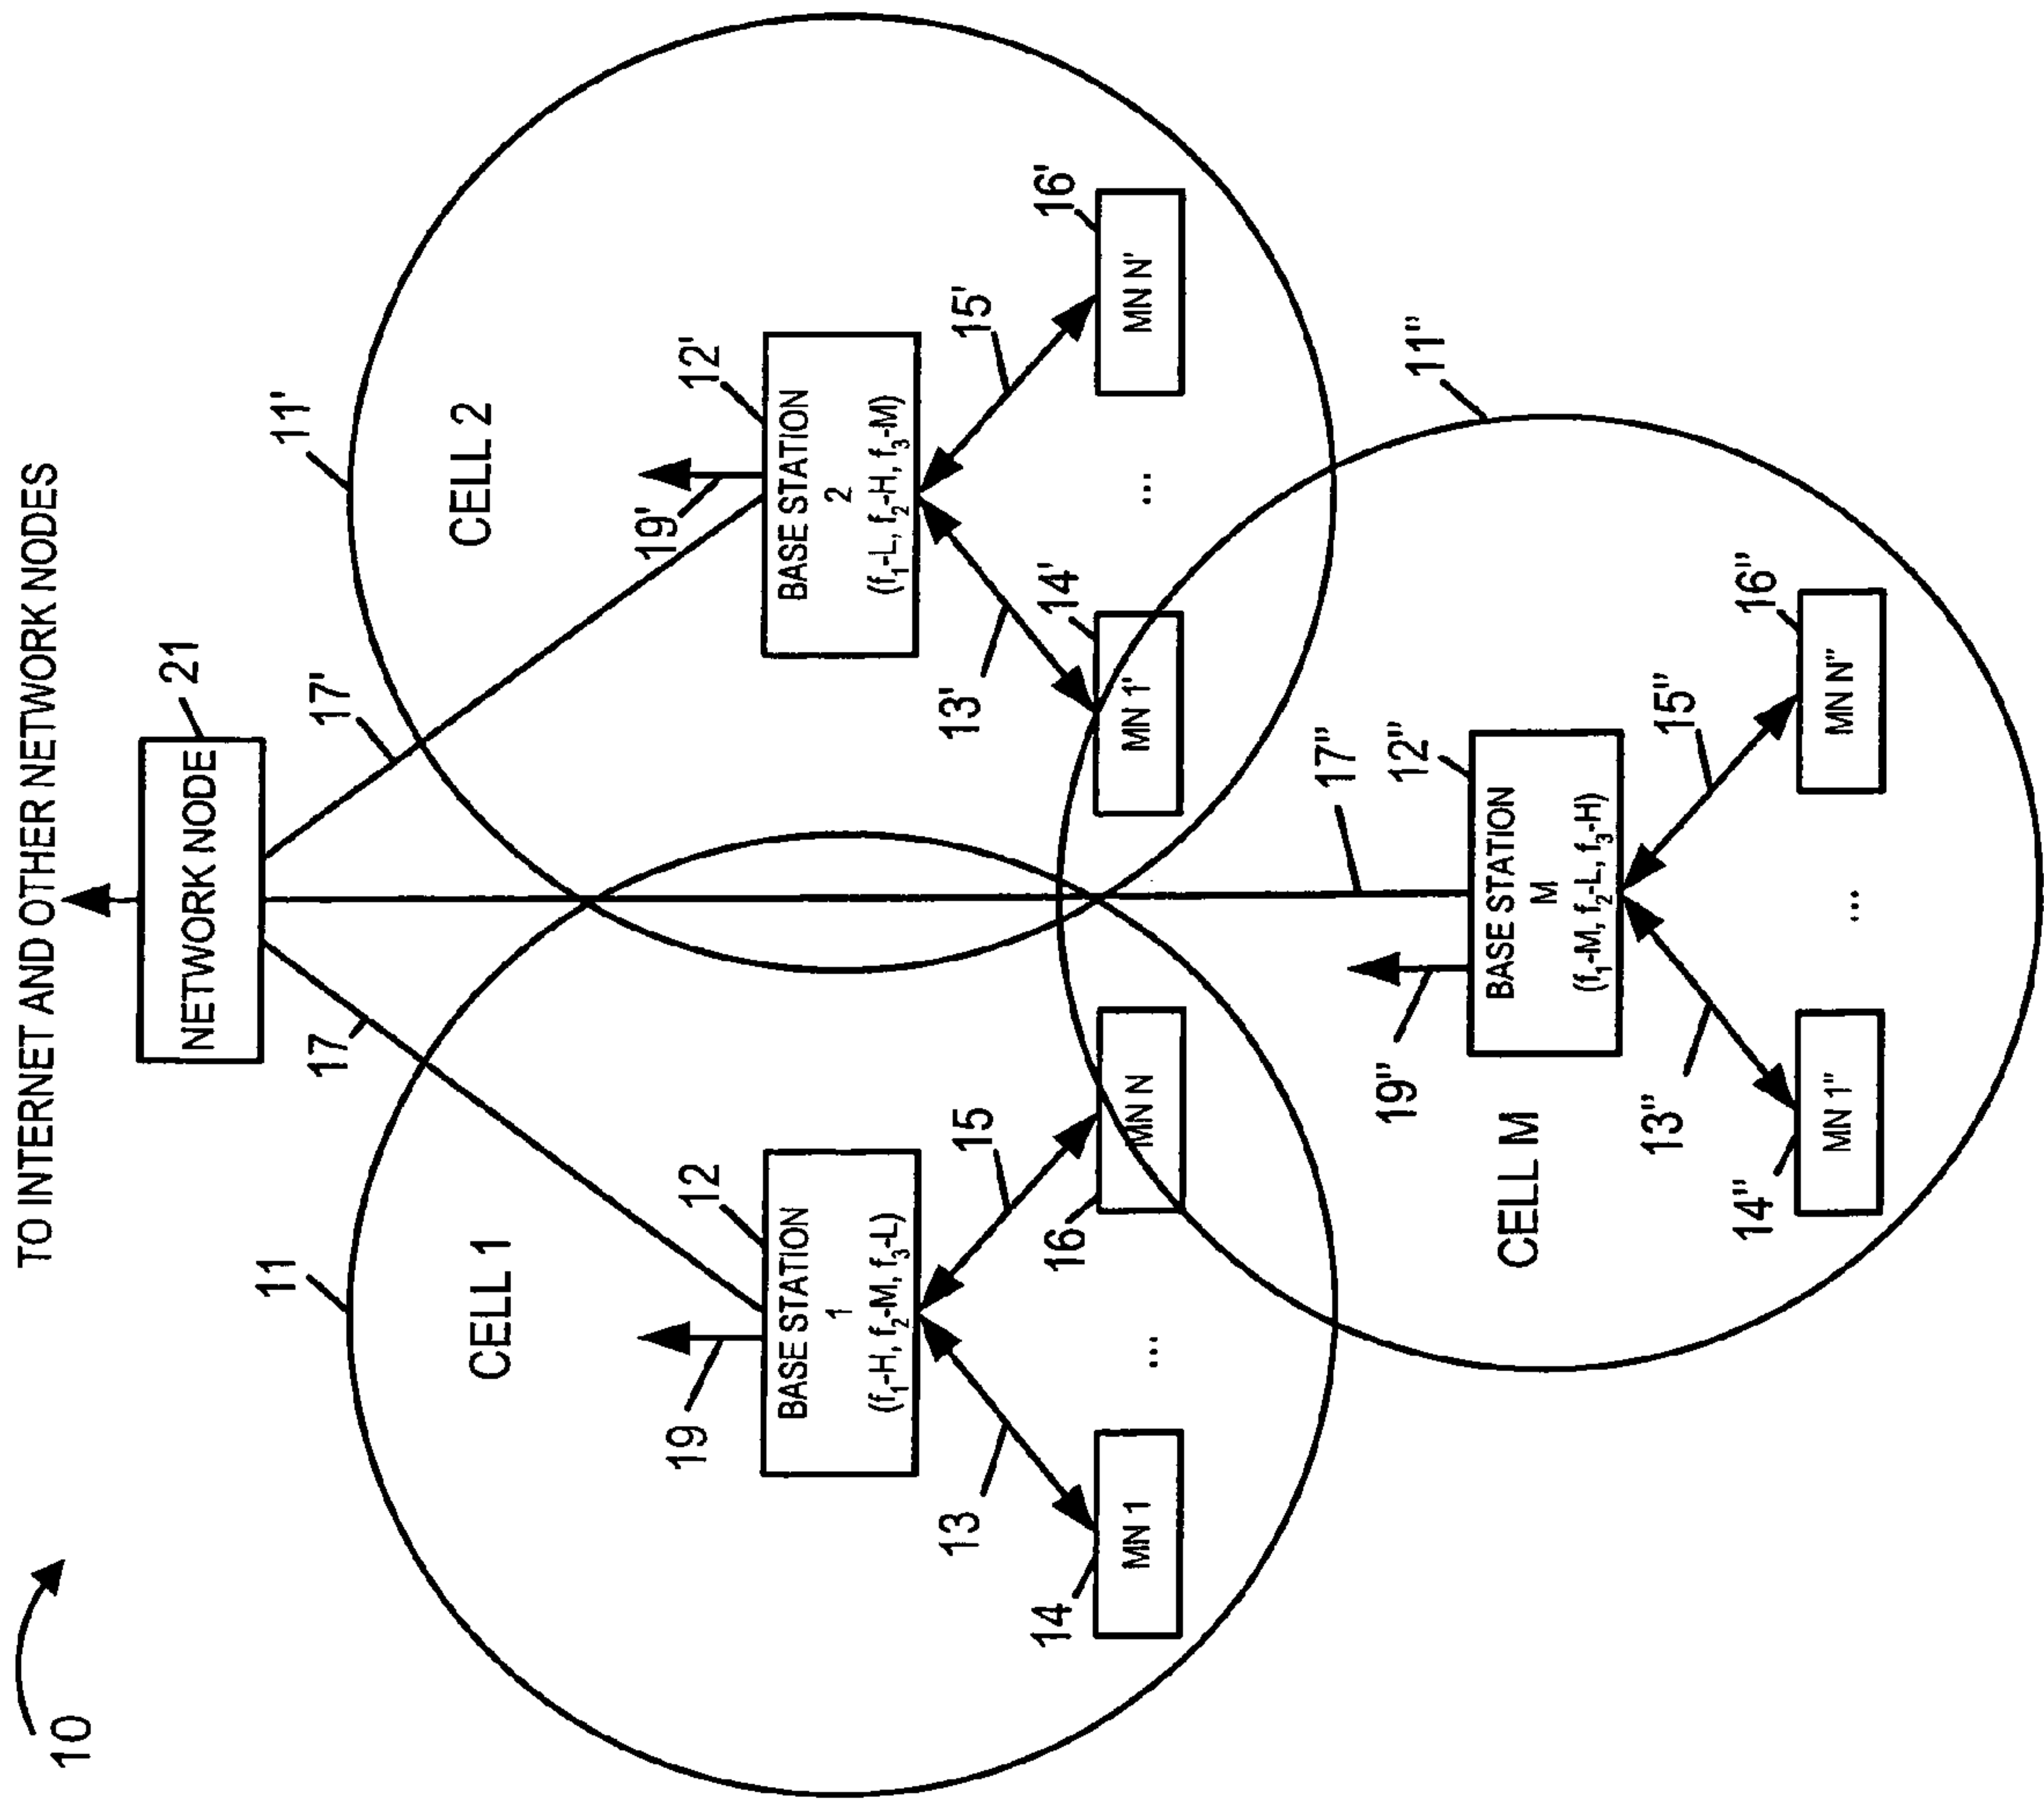 10
TO INTERNET AND OTHER NETWORK NODES
NETWORK NODE
21
17
17'
17"
11
CELL 1
19
12
BASE STATION
1
(f₁-H, f₂-M, f₃-L)
13
15
14
MN 1
...
16
MN N
11'
CELL 2
19'
12'
BASE STATION
2
(f₁-L, f₂-H, f₃-M)
13'
15'
14'
MN 1'
...
16'
MN N'
11"
CELL M
19"
12"
BASE STATION
M
(f₁-M, f₂-L, f₃-H)
13"
15"
14"
MN 1"
...
16"
MN N"